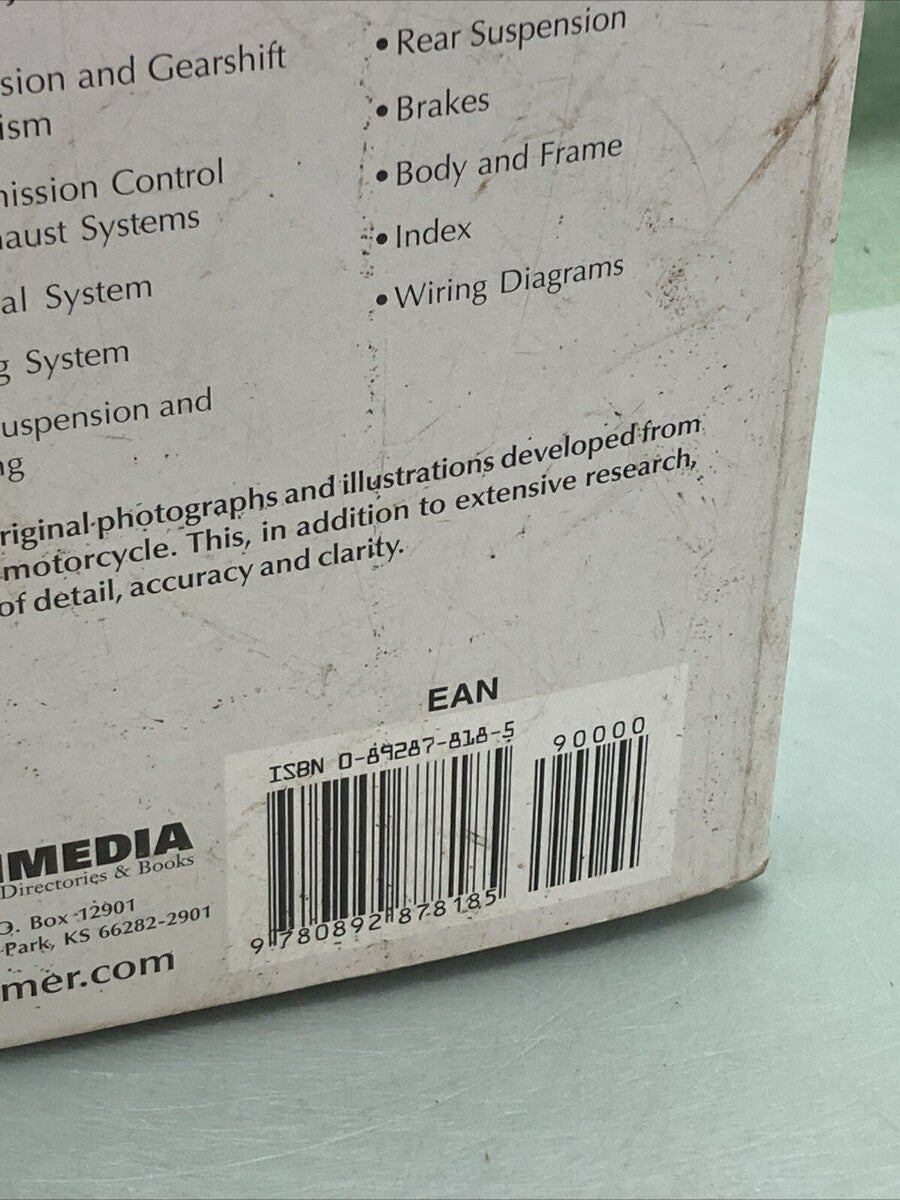 sion and Gearshift
ism
nission Control
aust Systems
al System
g System
uspension and
ng
• Rear Suspension
• Brakes
• Body and Frame
• Index
• Wiring Diagrams
riginal photographs and illustrations developed from
motorcycle. This, in addition to extensive research,
of detail, accuracy and clarity.
EAN
ISBN 0-89287-818-5
90000
9 780892 878185
MEDIA
Directories & Books
O. Box 12901
Park, KS 66282-2901
mer.com